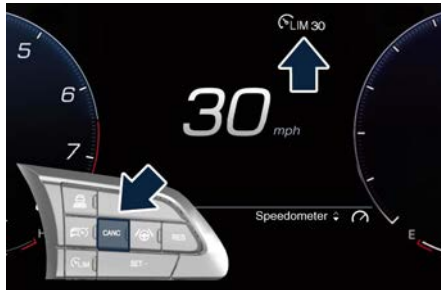 LIM 30
5
6
30 mph
7
Speedometer
H
E
CANC
RES
LIM
SET -